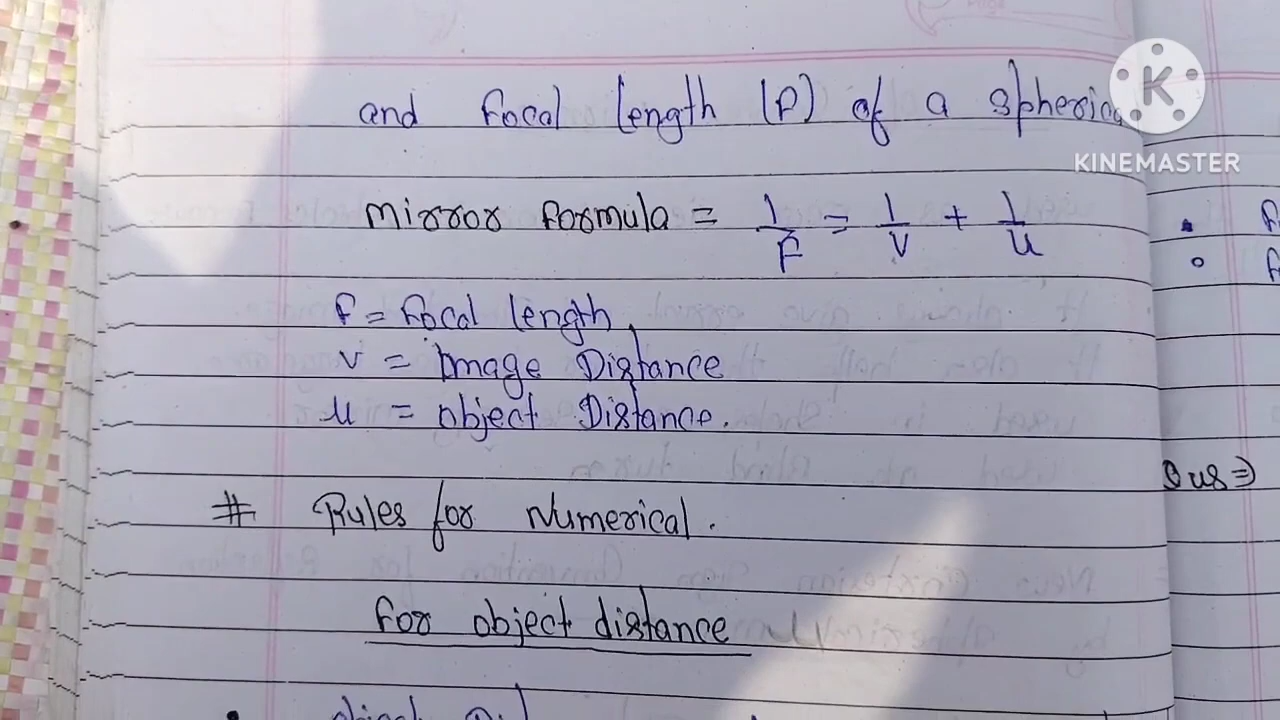 and focal length (f) of a spherica
mirror formula = 1/f = 1/v + 1/u
f = focal length
v = Image Distance
u = object Distance.
# Rules for Numerical.
for object distance
K
KINEMASTER
Qus ⇒